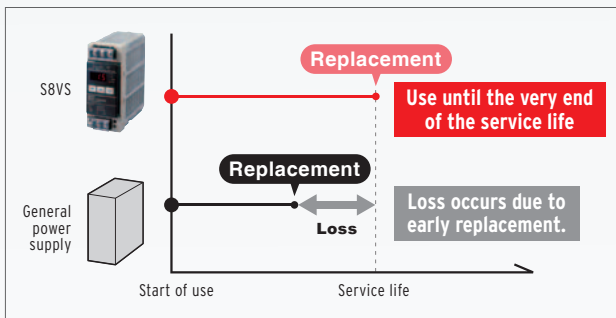 Replacement
S8VS
Use until the very end
of the service life
Replacement
General
power
supply
Loss
Loss occurs due to
early replacement.
Start of use
Service life